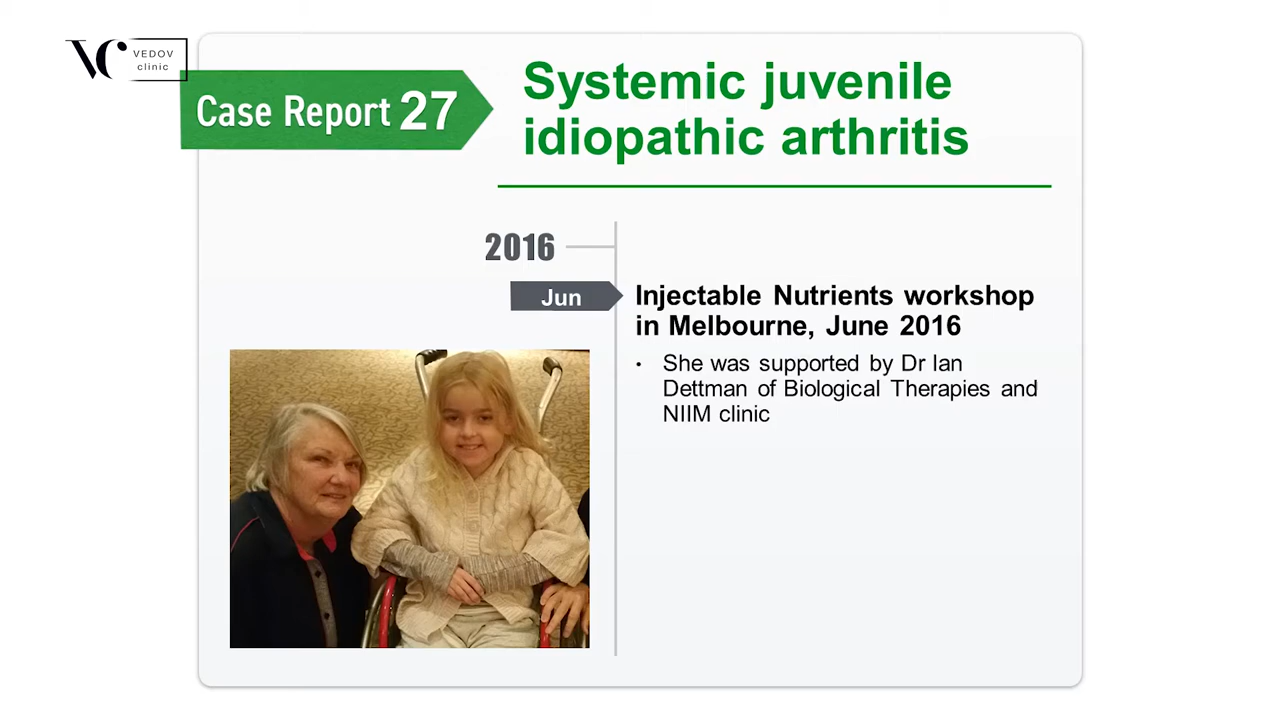 VC VEDOV
clinic
Case Report 27
Systemic juvenile
idiopathic arthritis
2016
Jun
Injectable Nutrients workshop
in Melbourne, June 2016
• She was supported by Dr Ian
Dettman of Biological Therapies and
NIIM clinic